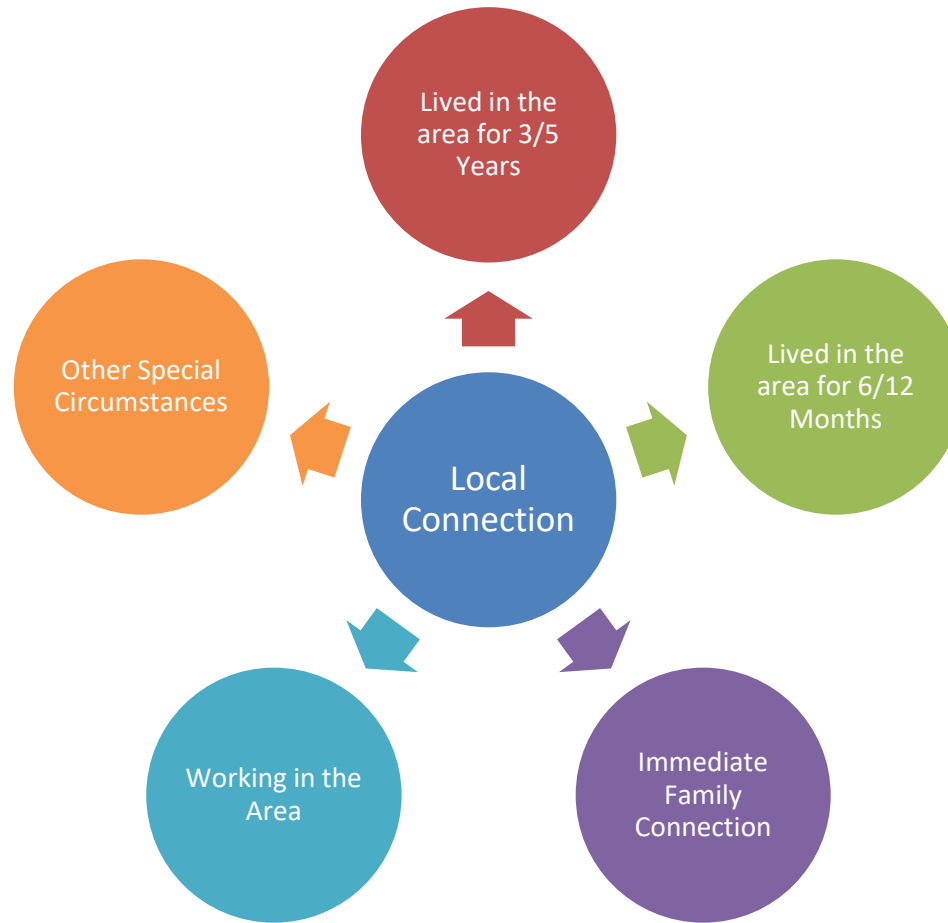 Lived in the
area for 3/5
Years
Other Special
Circumstances
Lived in the
area for 6/12
Months
Local
Connection
Working in the
Area
Immediate
Family
Connection